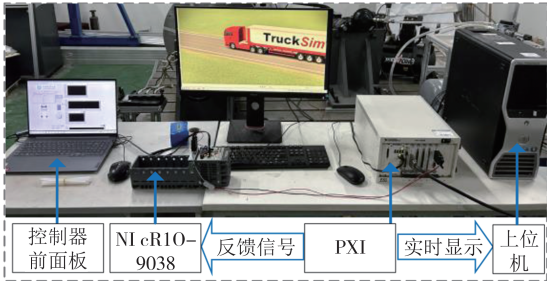 TruckSim
控制器
前面板
NI cR1O-
9038
反馈信号
PXI
实时显示
上位
机